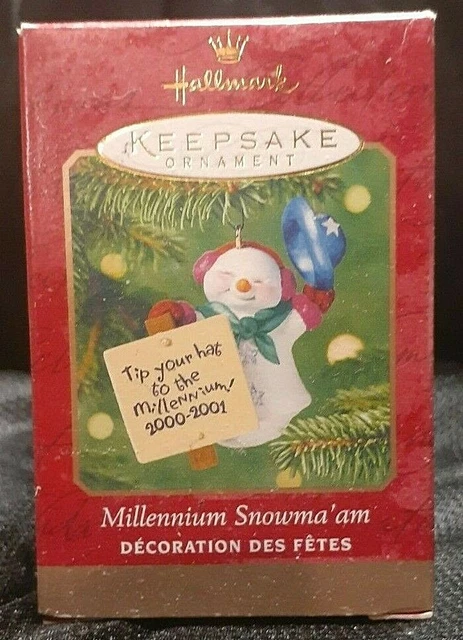 Hallmark
KEEPSAKE
ORNAMENT
Tip your hat
to the
Millennium!
2000-2001
Millennium Snowma'am
DÉCORATION DES FÊTES